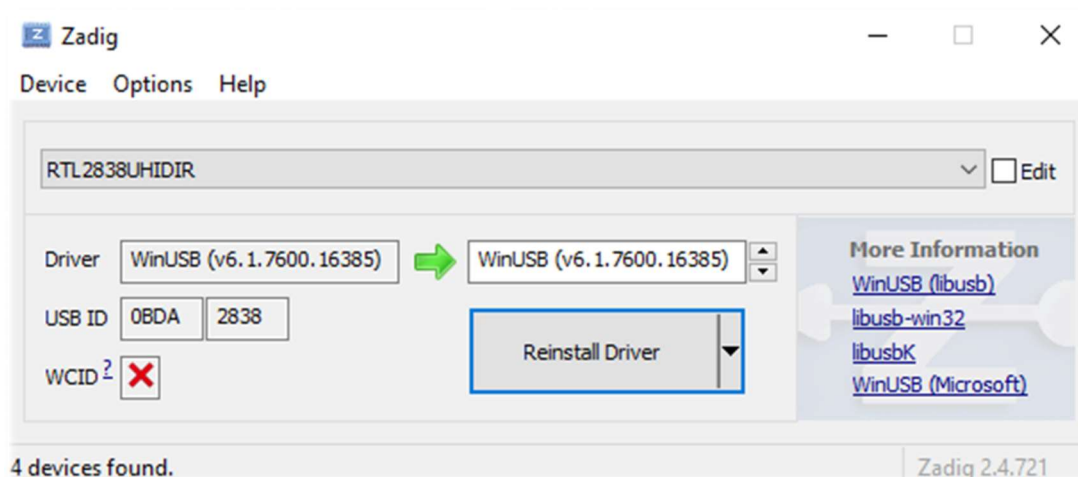 Zadig
Device Options Help
RTL2838UHIDIR Edit
Driver WinUSB (v6.1.7600.16385) WinUSB (v6.1.7600.16385) More Information
WinUSB (libusb)
USB ID 0BDA 2838 libusb-win32
Reinstall Driver libusbK
WCID ? WinUSB (Microsoft)
4 devices found. Zadig 2.4.721